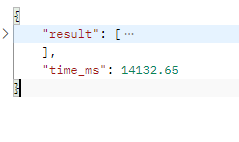 {
"result": [ ···
],
"time_ms": 14132.65
}